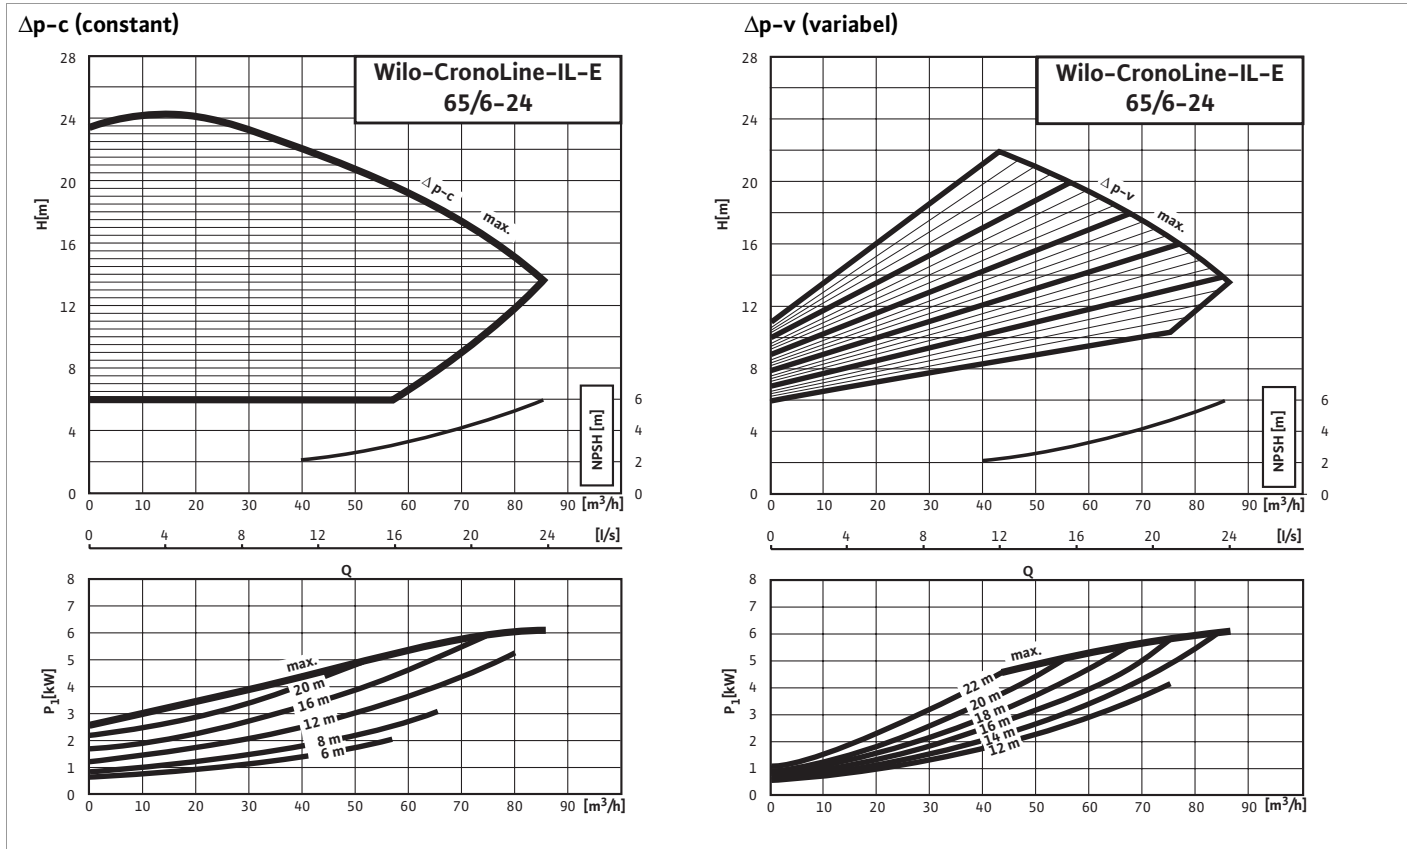 Δp-c (constant)
Wilo-CronoLine-IL-E
65/6-24
H[m]
28
24
20
16
12
8
4
0
Δ p-c
max.
NPSH [m]
6
4
2
0
0 10 20 30 40 50 60 70 80 90 [m³/h]
0 4 8 12 16 20 24 [l/s]
Q
P₁[kW]
8
7
6
5
4
3
2
1
0
max.
20 m
16 m
12 m
8 m
6 m
0 10 20 30 40 50 60 70 80 90 [m³/h]
Δp-v (variabel)
Wilo-CronoLine-IL-E
65/6-24
H[m]
28
24
20
16
12
8
4
0
Δ p-v
max.
NPSH [m]
6
4
2
0
0 10 20 30 40 50 60 70 80 90 [m³/h]
0 4 8 12 16 20 24 [l/s]
Q
P₁[kW]
8
7
6
5
4
3
2
1
0
max.
22 m
20 m
18 m
16 m
14 m
12 m
0 10 20 30 40 50 60 70 80 90 [m³/h]